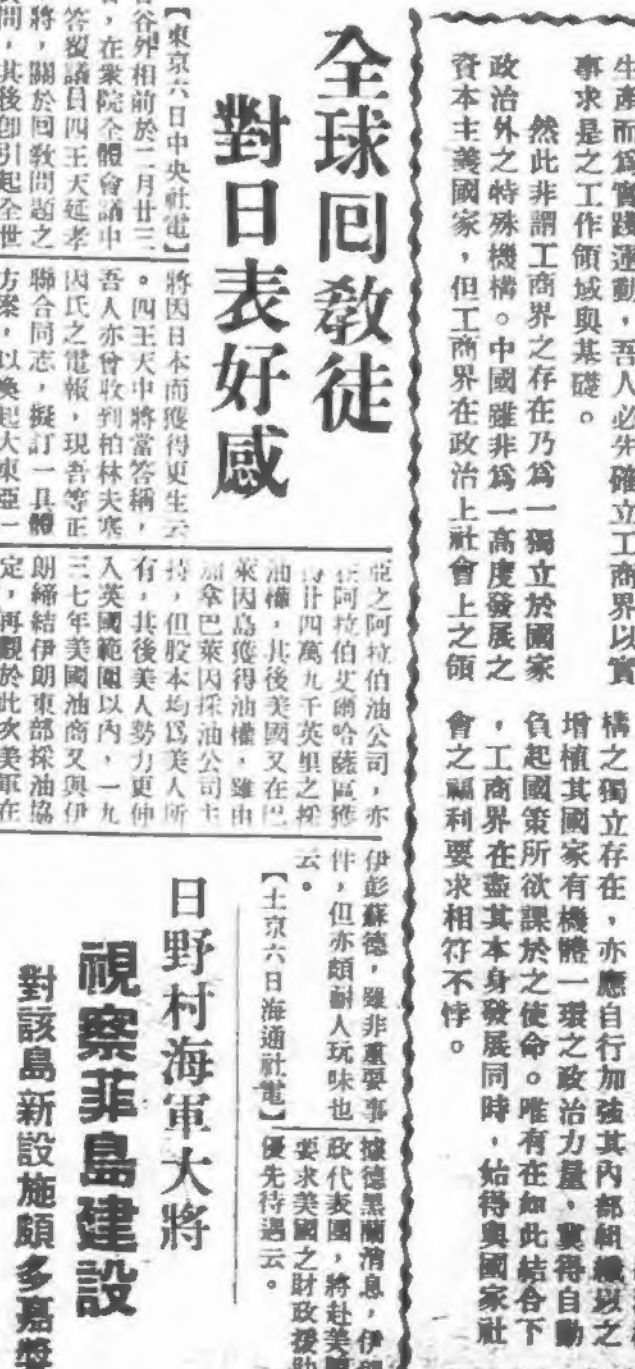 生產而爲實踐運動，吾人必先確立工商界以實
事求是之工作領域與基礎。
然此非謂工商界之存在乃爲一獨立於國家
政治外之特殊機構。中國雖非爲一高度發展之
資本主義國家，但工商界在政治上社會上之領
構之獨立存在，亦應自行加強其內部組織以之
增植其國家有機體一環之政治力量，冀得自動
負起國策所欲課於之使命。唯有在如此結合下
，工商界在盡其本身發展同時，始得與國家社
會之福利要求相符不悖。
全球回敎徒
對日表好感
【東京六日中央社電】
谷外相前於二月廿三
，在衆院全體會議中
答覆議員四王天延孝
將，關於回敎問題之
問，其後卽引起全世
將因日本而獲得更生云
。四王天中將當答稱，
吾人亦曾收到柏林夫塞
因氏之電報，現吾等正
聯合同志，擬訂一具體
方案，以喚起大東亞一
亞之阿拉伯油公司，亦
在阿拉伯艾爾哈薩區獲
得廿四萬九千英里之採
油權，其後美國又在巴
萊因島獲得油權，雖由
加拿巴萊因採油公司主
持，但股本均爲美人所
有，其後美人勢力更伸
入英國範圍以內，一九
三七年美國油商又與伊
朗締結伊朗東部採油協
定，再觀於此次美軍在
伊彭蘇德，雖非重要事
件，但亦頗耐人玩味也
云。
【土京六日海通社電】
據德黑蘭消息，伊朗
政代表團，將赴美國
要求美國之財政援助
優先待遇云。
日野村海軍大將
視察菲島建設
對該島新設施頗多嘉獎